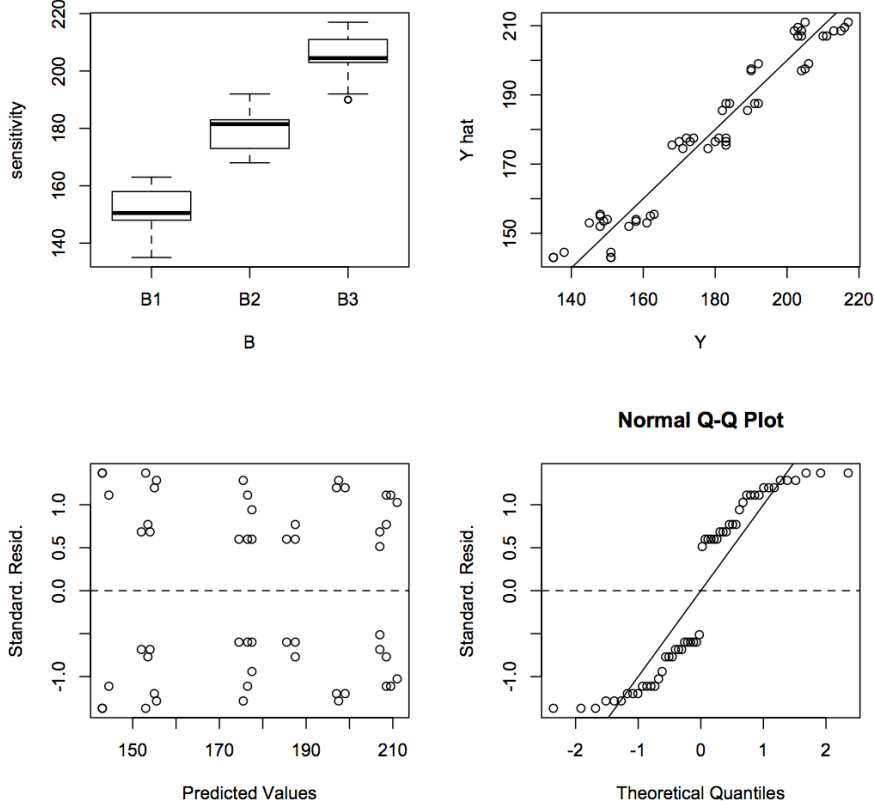 sensitivity
220
200
180
160
140
B1 B2 B3
B
Y hat
210
190
170
150
140 160 180 200 220
Y
Standard. Resid.
1.0
0.5
0.0
-1.0
150 170 190 210
Predicted Values
Normal Q-Q Plot
Standard. Resid.
1.0
0.5
0.0
-1.0
-2 -1 0 1 2
Theoretical Quantiles